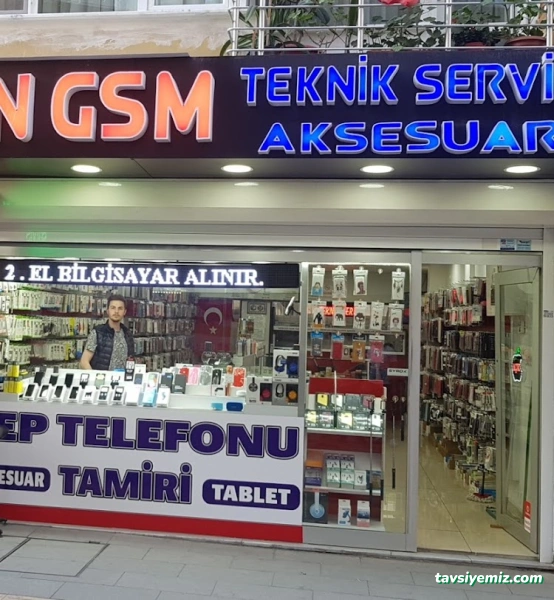 N GSM
TEKNİK SERVİ
AKSESUAR
2.EL BİLGİSAYAR ALINIR.
EP TELEFONU
ESUAR
TAMİRİ
TABLET
tavsiyemiz.com